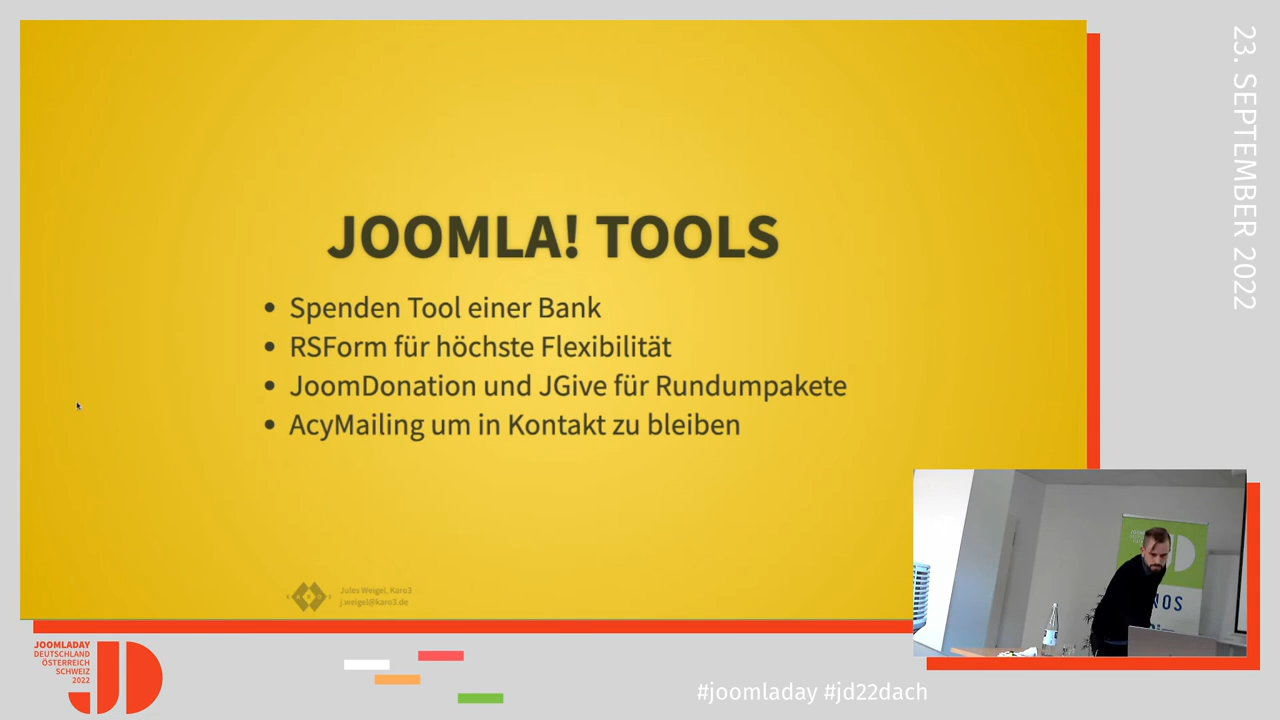 JOOMLA! TOOLS
• Spenden Tool einer Bank
• RSForm für höchste Flexibilität
• JoomDonation und JGive für Rundumpakete
• AcyMailing um in Kontakt zu bleiben
Jules Weigel, Karo3
j.weigel@karo3.de
23. SEPTEMBER 2022
JOOMLADAY
DEUTSCHLAND
ÖSTERREICH
SCHWEIZ
2022
#joomladay #jd22dach